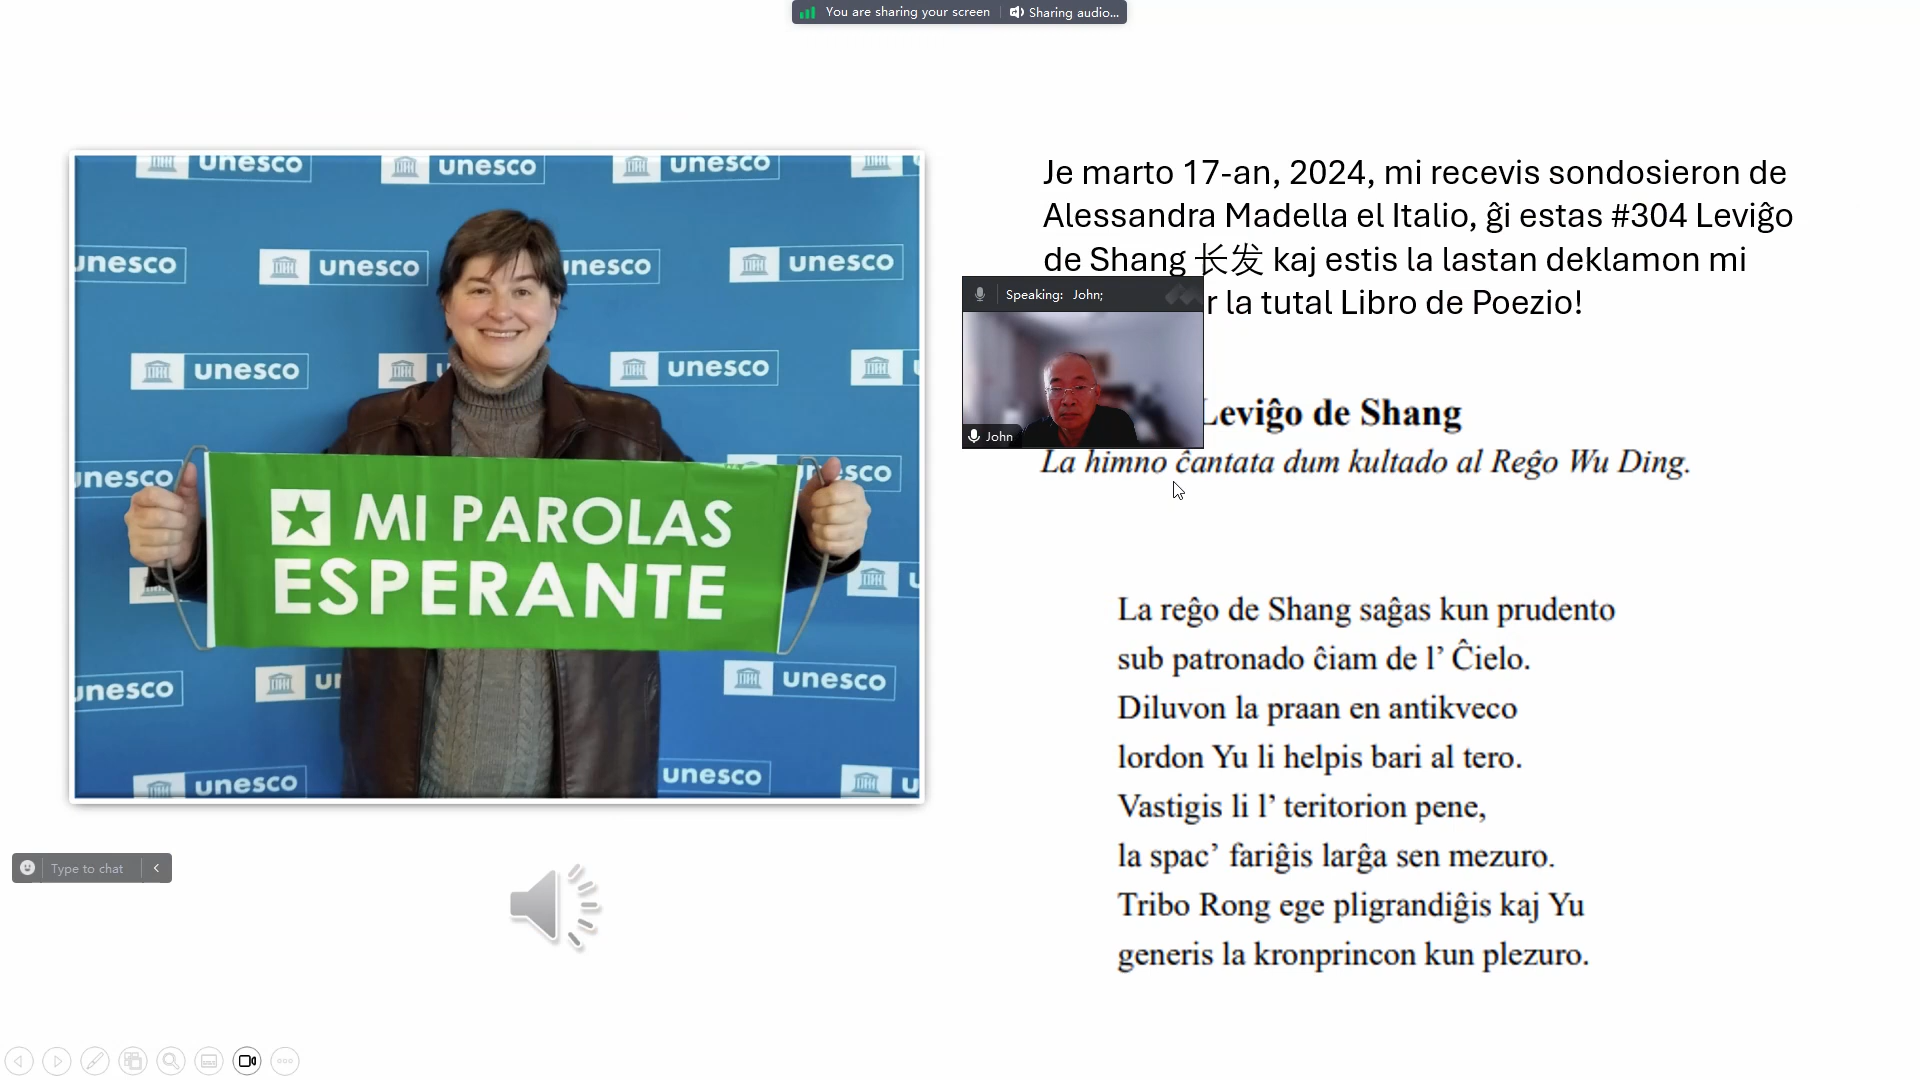 You are sharing your screen
Sharing audio...
unesco unesco unesco
unesco unesco unesco unesco
unesco unesco
unesco unesco
MI PAROLAS
ESPERANTE
unesco unesco
unesco unesco
Je marto 17-an, 2024, mi recevis sondosieron de
Alessandra Madella el Italio, ĝi estas #304 Leviĝo
de Shang 长发 kaj estis la lastan deklamon mi
r la tutal Libro de Poezio!
Speaking: John;
John
Leviĝo de Shang
La himno ĉantata dum kultado al Reĝo Wu Ding.
La reĝo de Shang saĝas kun prudento
sub patronado ĉiam de l’ Ĉielo.
Diluvon la praan en antikveco
lordon Yu li helpis bari al tero.
Vastigis li l’ teritorion pene,
la spac’ fariĝis larĝa sen mezuro.
Tribo Rong ege pligrandiĝis kaj Yu
generis la kronprincon kun plezuro.
Type to chat